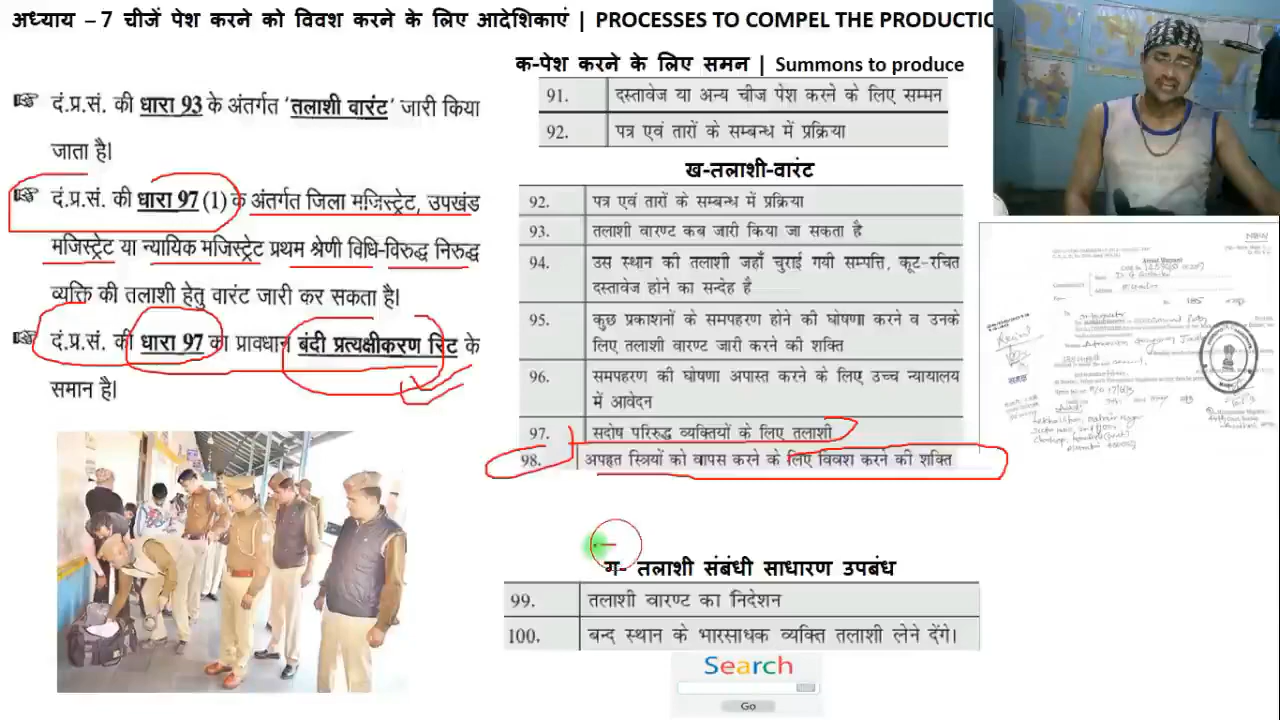 अध्याय – 7 चीजें पेश करने को विवश करने के लिए आदेशिकाएं | PROCESSES TO COMPEL THE PRODUCTIO
☞ दं.प्र.सं. की धारा 93 के अंतर्गत 'तलाशी वारंट' जारी किया
जाता है।
☞ दं.प्र.सं. की धारा 97 (1) के अंतर्गत जिला मजिस्ट्रेट, उपखंड
मजिस्ट्रेट या न्यायिक मजिस्ट्रेट प्रथम श्रेणी विधि-विरुद्ध निरुद्ध
व्यक्ति की तलाशी हेतु वारंट जारी कर सकता है।
☞ दं.प्र.सं. की धारा 97 का प्रावधान बंदी प्रत्यक्षीकरण रिट के
समान है।
क-पेश करने के लिए समन | Summons to produce
91. दस्तावेज या अन्य चीज पेश करने के लिए सम्मन
92. पत्र एवं तारों के सम्बन्ध में प्रक्रिया
ख-तलाशी-वारंट
92. पत्र एवं तारों के सम्बन्ध में प्रक्रिया
93. तलाशी वारण्ट कब जारी किया जा सकता है
94. उस स्थान की तलाशी जहाँ चुराई गयी सम्पत्ति, कूट-रचित
दस्तावेज होने का सन्देह है
95. कुछ प्रकाशनों के समपहरण होने की घोषणा करने व उनके
लिए तलाशी वारण्ट जारी करने की शक्ति
96. समपहरण की घोषणा अपास्त करने के लिए उच्च न्यायालय
में आवेदन
97. सदोष परिरुद्ध व्यक्तियों के लिए तलाशी
98. अपहृत स्त्रियों को वापस करने के लिए विवश करने की शक्ति
ग- तलाशी संबंधी साधारण उपबंध
99. तलाशी वारण्ट का निदेशन
100. बन्द स्थान के भारसाधक व्यक्ति तलाशी लेने देंगे।
Search
Go
NBW
Arrest Warrant